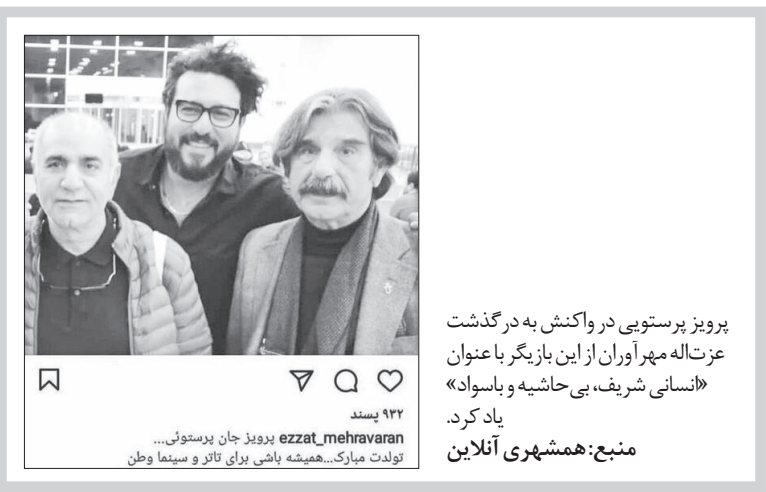 پرویز پرستویی در واکنش به درگذشت
عزت‌اله مهرآوران از این بازیگر با عنوان
«انسانی شریف، بی‌حاشیه و باسواد»
یاد کرد.
منبع: همشهری آنلاین
۹۳۲ پسند
ezzat_mehravaran پرویز جان پرستوئی...
تولدت مبارک...همیشه باشی برای تاتر و سینما وطن